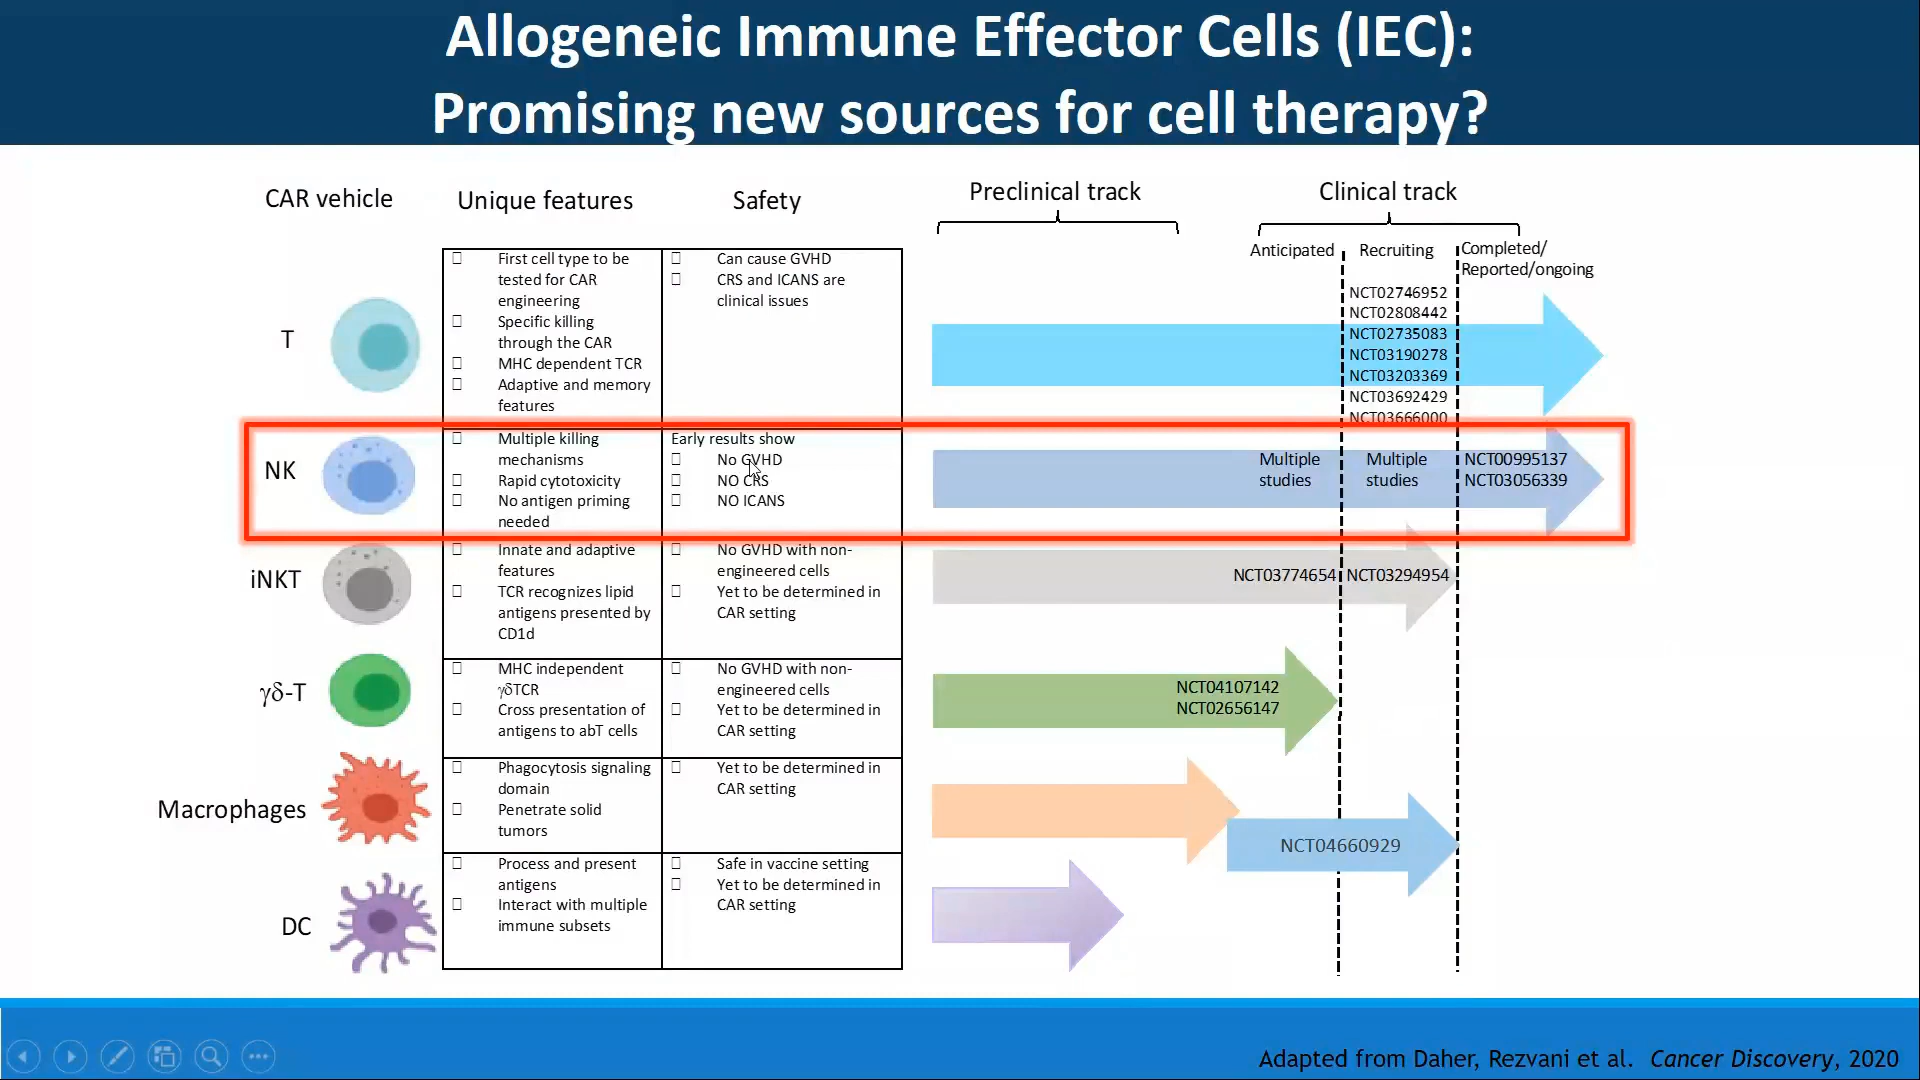 Allogeneic Immune Effector Cells (IEC):
Promising new sources for cell therapy?
CAR vehicle
Unique features
Safety
Preclinical track
Clinical track
Anticipated
Recruiting
Completed/
Reported/ongoing
T
First cell type to be
tested for CAR
engineering
Specific killing
through the CAR
MHC dependent TCR
Adaptive and memory
features
Can cause GVHD
CRS and ICANS are
clinical issues
NCT02746952
NCT02808442
NCT02735083
NCT03190278
NCT03203369
NCT03692429
NCT03666000
NK
Multiple killing
mechanisms
Rapid cytotoxicity
No antigen priming
needed
Early results show
No GVHD
NO CRS
NO ICANS
Multiple
studies
Multiple
studies
NCT00995137
NCT03056339
iNKT
Innate and adaptive
features
TCR recognizes lipid
antigens presented by
CD1d
No GVHD with non-
engineered cells
Yet to be determined in
CAR setting
NCT03774654
NCT03294954
γδ-T
MHC independent
γδTCR
Cross presentation of
antigens to abT cells
No GVHD with non-
engineered cells
Yet to be determined in
CAR setting
NCT04107142
NCT02656147
Macrophages
Phagocytosis signaling
domain
Penetrate solid
tumors
Yet to be determined in
CAR setting
NCT04660929
DC
Process and present
antigens
Interact with multiple
immune subsets
Safe in vaccine setting
Yet to be determined in
CAR setting
Adapted from Daher, Rezvani et al. Cancer Discovery, 2020